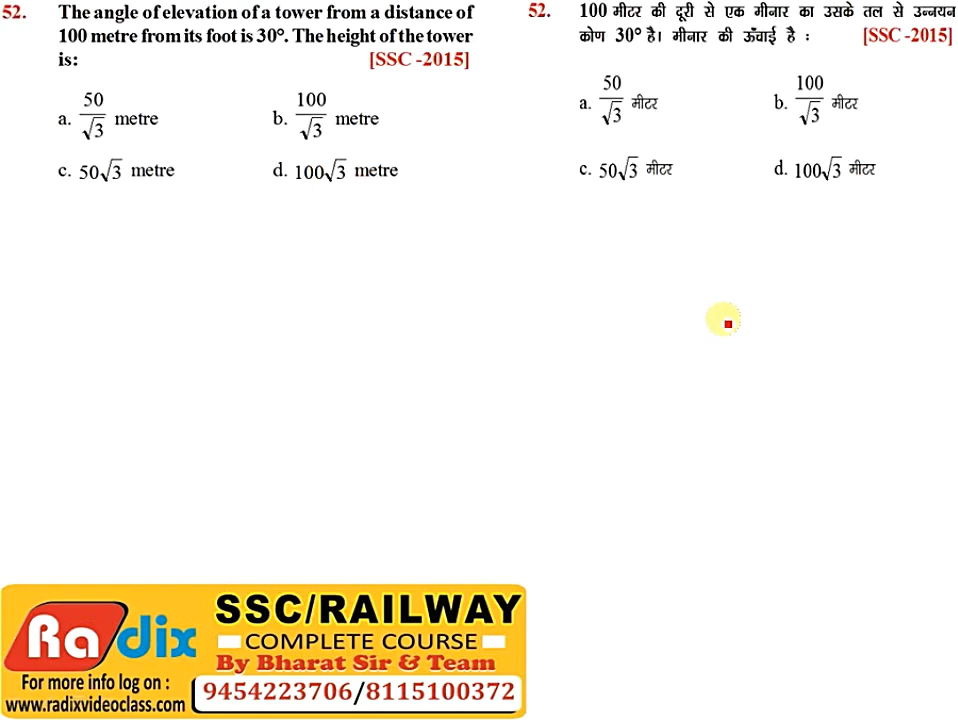 52. The angle of elevation of a tower from a distance of
100 metre from its foot is 30°. The height of the tower
is: [SSC -2015]
a. 50/√3 metre b. 100/√3 metre
c. 50√3 metre d. 100√3 metre
52. 100 मीटर की दूरी से एक मीनार का उसके तल से उन्नयन
कोण 30° है। मीनार की ऊँचाई है : [SSC -2015]
a. 50/√3 मीटर b. 100/√3 मीटर
c. 50√3 मीटर d. 100√3 मीटर
Radix
For more info log on :
www.radixvideoclass.com
SSC/RAILWAY
COMPLETE COURSE
By Bharat Sir & Team
9454223706/8115100372